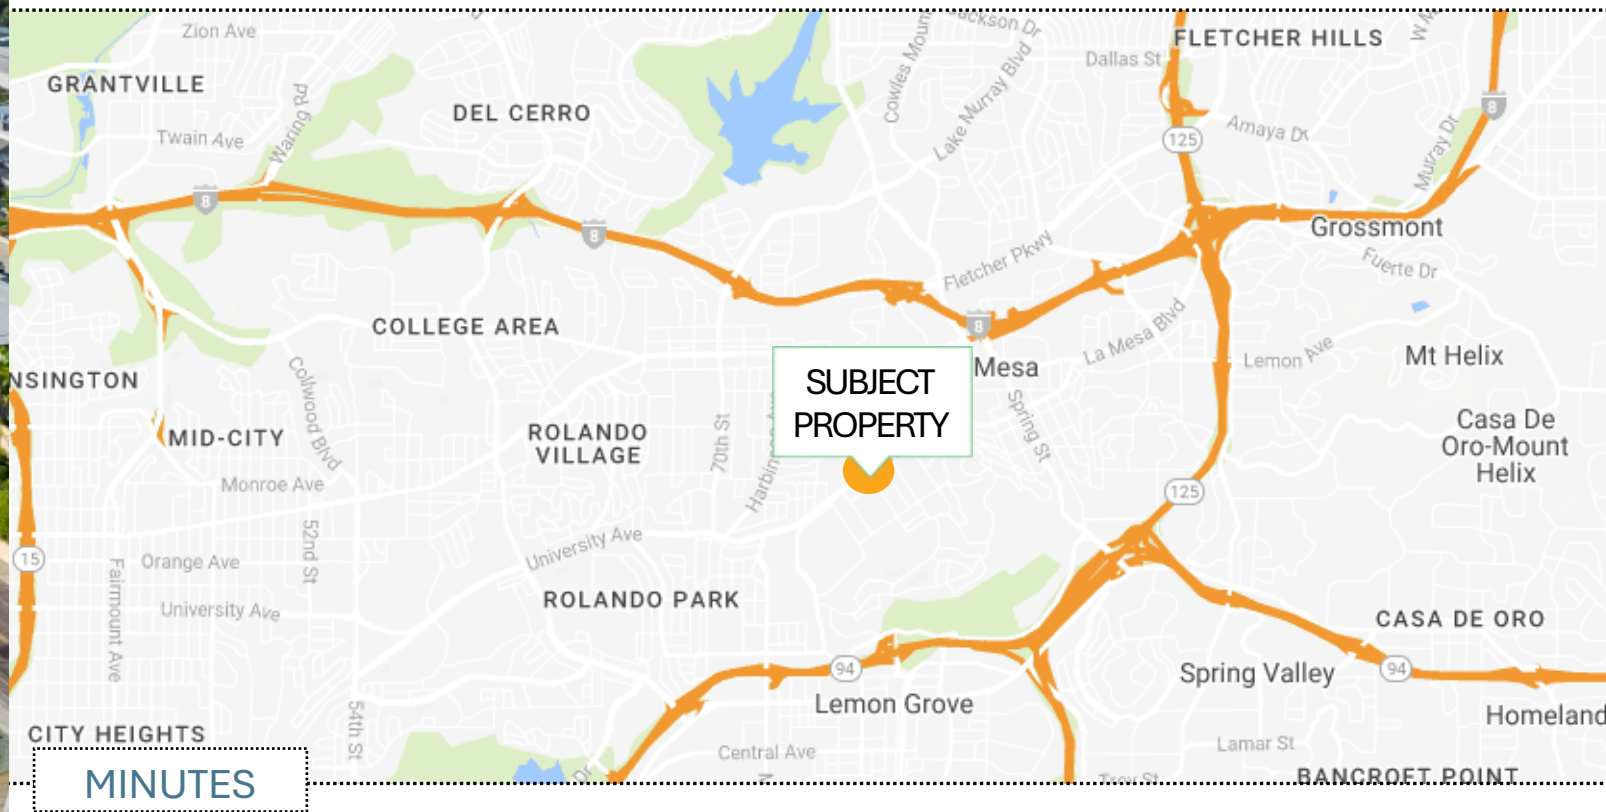 Zion Ave
Jackson Dr
FLETCHER HILLS
Dallas St
Cowles Moun
Lake Murray Blvd
GRANTVILLE
Waring Rd
DEL CERRO
8
125
Amaya Dr
Murray Dr
Twain Ave
8
8
Grossmont
Fletcher Pkwy
Fuerte Dr
COLLEGE AREA
8
La Mesa Blvd
Lemon Ave
Mt Helix
NSINGTON
SUBJECT
PROPERTY
Mesa
Collwood Blvd
Spring St
MID-CITY
ROLANDO
VILLAGE
70th St
Casa De
Oro-Mount
Helix
Monroe Ave
125
15
Orange Ave
52nd St
University Ave
Fairmount Ave
University Ave
ROLANDO PARK
CASA DE ORO
94
Spring Valley
94
Lemon Grove
Homeland
CITY HEIGHTS
54th St
Central Ave
Lamar St
Dr
Troy St
BANCROFT POINT
MINUTES